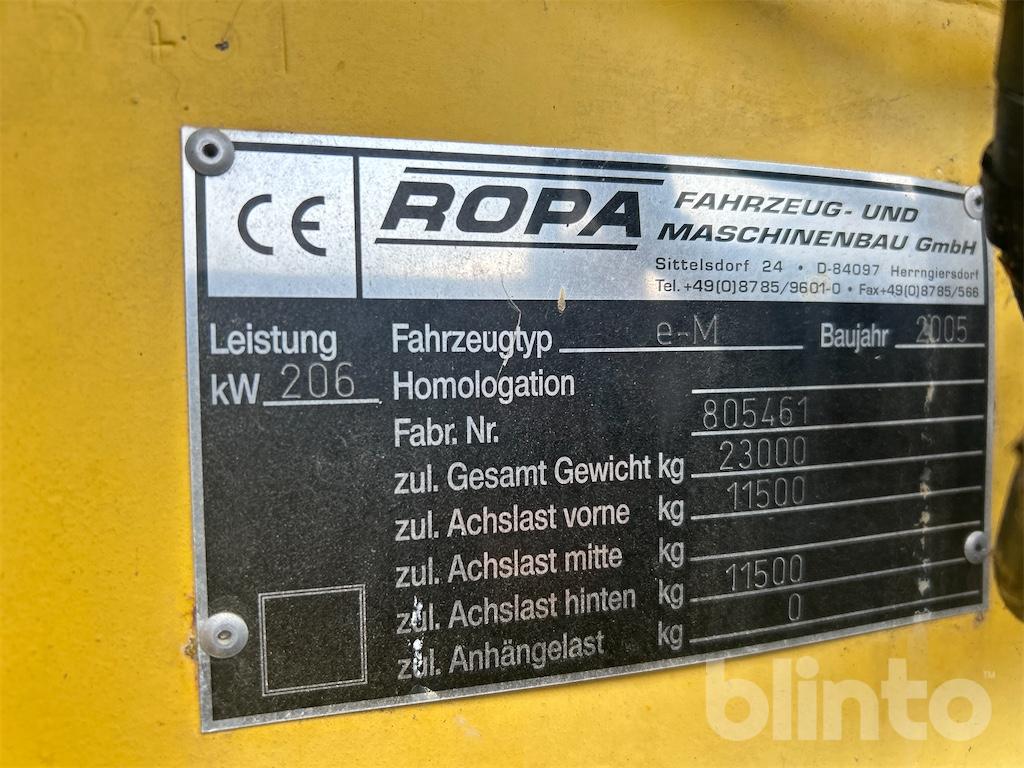 5461
CE
ROPA
FAHRZEUG- UND
MASCHINENBAU GmbH
Sittelsdorf 24 • D-84097 Herrngiersdorf
Tel.+49(0)8785/9601-0 • Fax+49(0)8785/566
Leistung
kW 206
Fahrzeugtyp e-M Baujahr 2005
Homologation
Fabr. Nr. 805461
zul. Gesamt Gewicht kg 23000
zul. Achslast vorne kg 11500
zul. Achslast mitte kg
zul. Achslast hinten kg 11500
zul. Anhängelast kg 0
blinto™